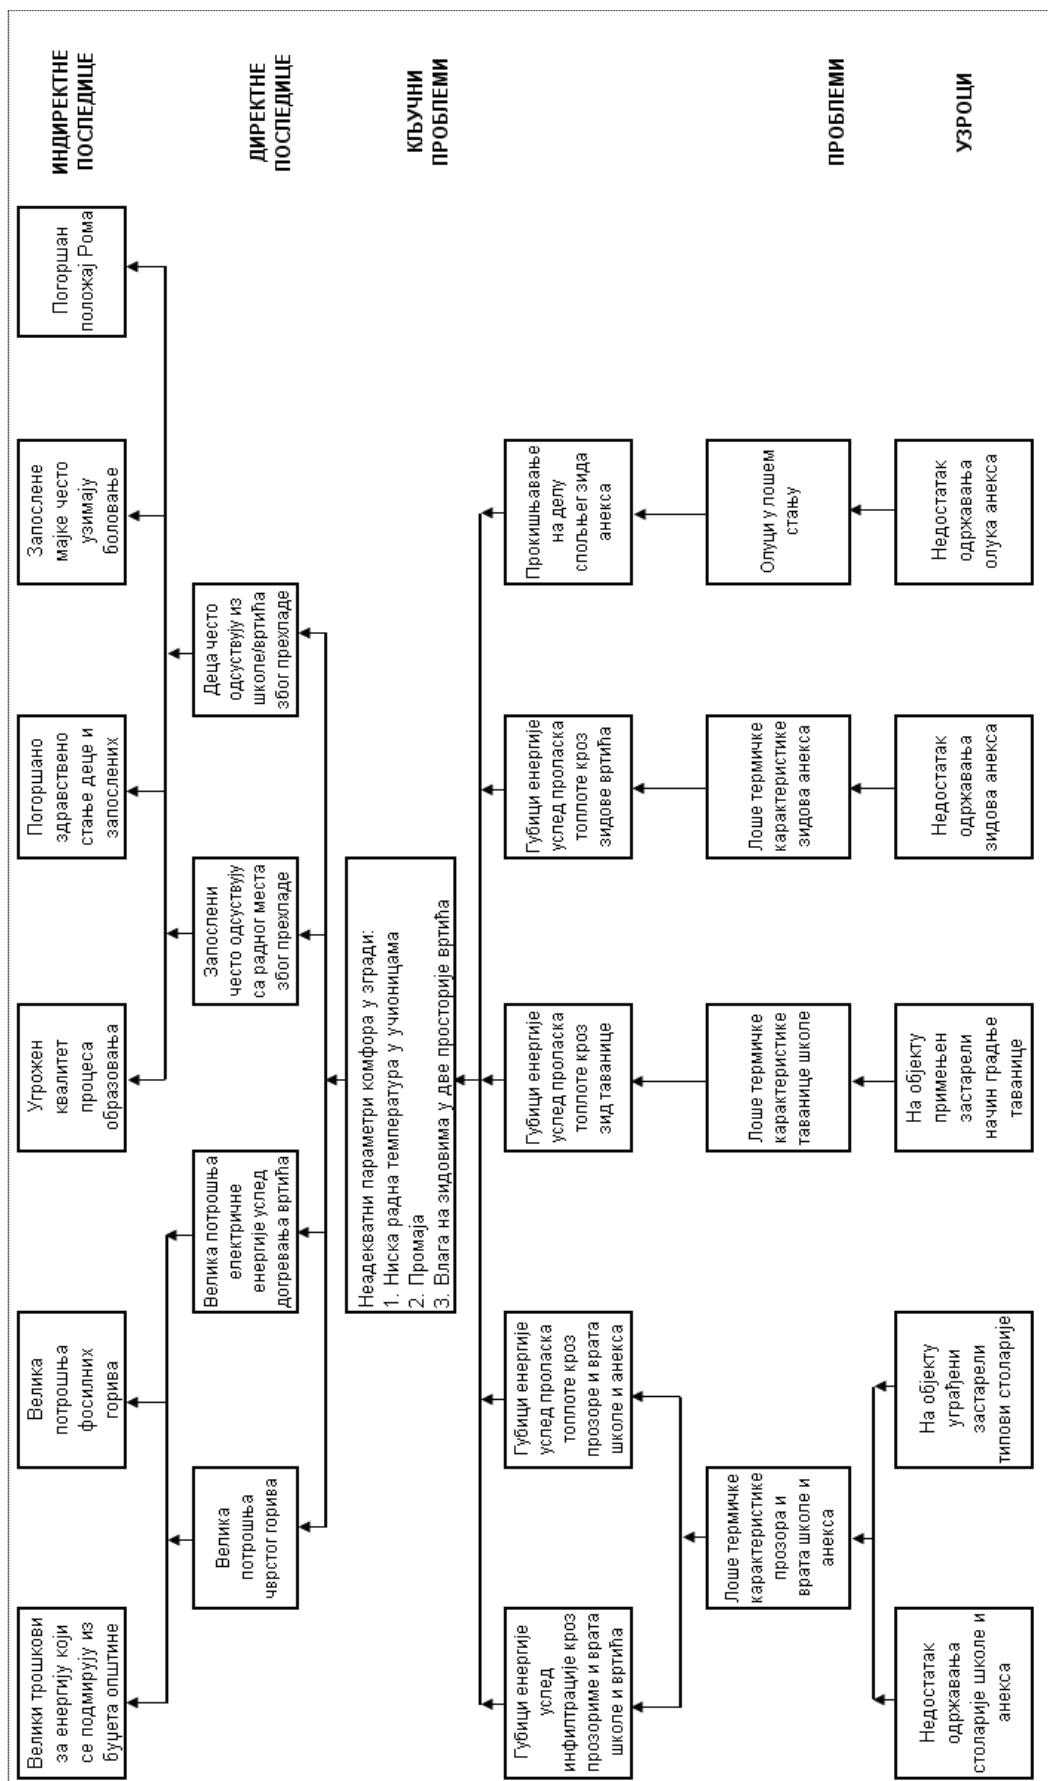 Велики трошкови
за енергију који
се подмирују из
буџета општине
Велика
потрошња
фосилних
горива
Угрожен
квалитет
процеса
образовања
Погоршано
здравствено
стање деце и
запослених
Запослене
мајке често
узимају
боловање
Погоршан
положај Рома
ИНДИРЕКТНЕ
ПОСЛЕДИЦЕ
Велика
потрошња
чврстог горива
Велика потрошња
електричне
енергије услед
догревања вртића
Запослени
често одсуствују
са радног места
због прехладе
Деца често
одсуствују из
школе/вртића
због прехладе
ДИРЕКТНЕ
ПОСЛЕДИЦЕ
Неадекватни параметри комфора у згради:
1. Ниска радна температура у учионицама
2. Промаја
3. Влага на зидовима у две просторије вртића
КЉУЧНИ
ПРОБЛЕМИ
Губици енергије
услед
инфилтрације кроз
прозориме и врата
школе и вртића
Губици енергије
услед проласка
топлоте кроз
прозоре и врата
школе и анекса
Губици енергије
услед проласка
топлоте кроз
зид таванице
Губици енергије
услед проласка
топлоте кроз
зидове вртића
Прокишњавање
на делу
спољњег зида
анекса
Лоше термичке
карактеристике
прозора и
врата школе и
анекса
Лоше термичке
карактеристике
таванице школе
Лоше термичке
карактеристике
зидова анекса
Олуци у лошем
стању
ПРОБЛЕМИ
Недостатак
одржавања
столарије школе и
анекса
На објекту
уграђени
застарели
типови столарије
На објекту
примењен
застарели
начин градње
таванице
Недостатак
одржавања
зидова анекса
Недостатак
одржавања
олука анекса
УЗРОЦИ